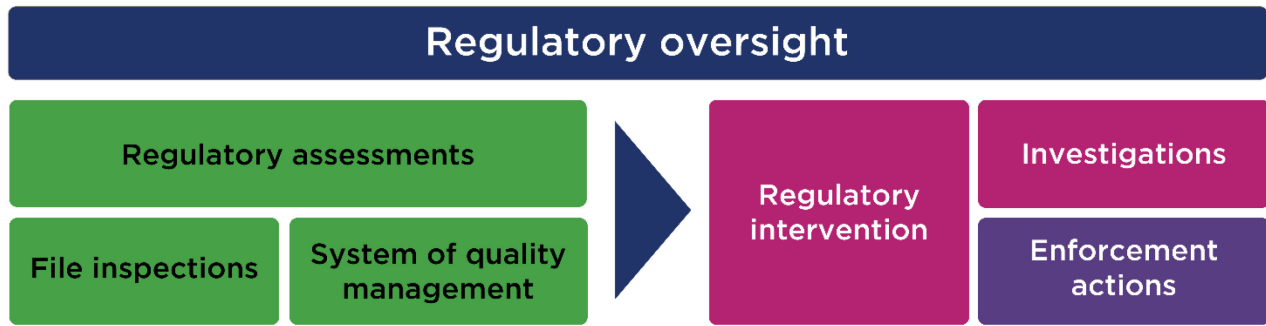 Regulatory oversight
Regulatory assessments
File inspections
System of quality
management
Regulatory
intervention
Investigations
Enforcement
actions